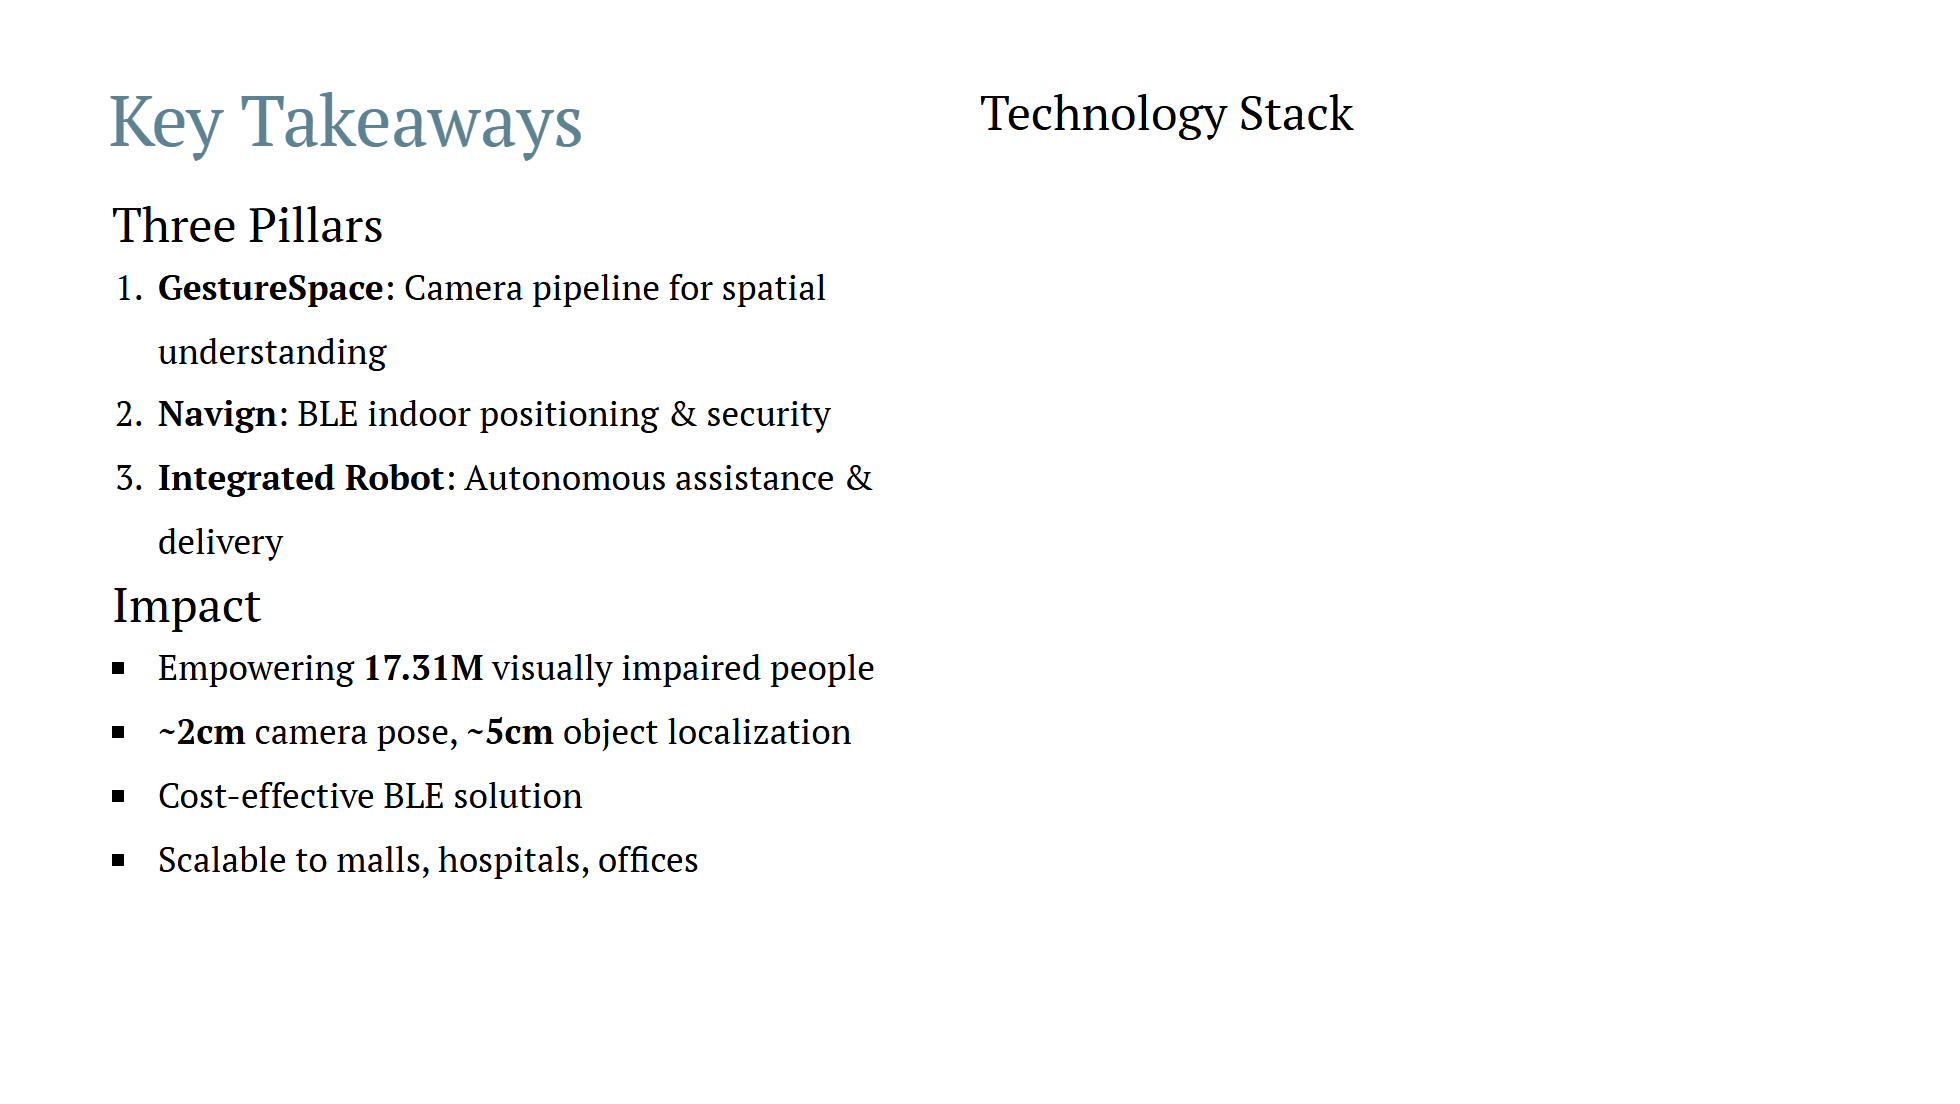 Key Takeaways
Three Pillars
1. GestureSpace: Camera pipeline for spatial
understanding
2. Navign: BLE indoor positioning & security
3. Integrated Robot: Autonomous assistance &
delivery
Impact
▪ Empowering 17.31M visually impaired people
▪ ~2cm camera pose, ~5cm object localization
▪ Cost-effective BLE solution
▪ Scalable to malls, hospitals, offices
Technology Stack